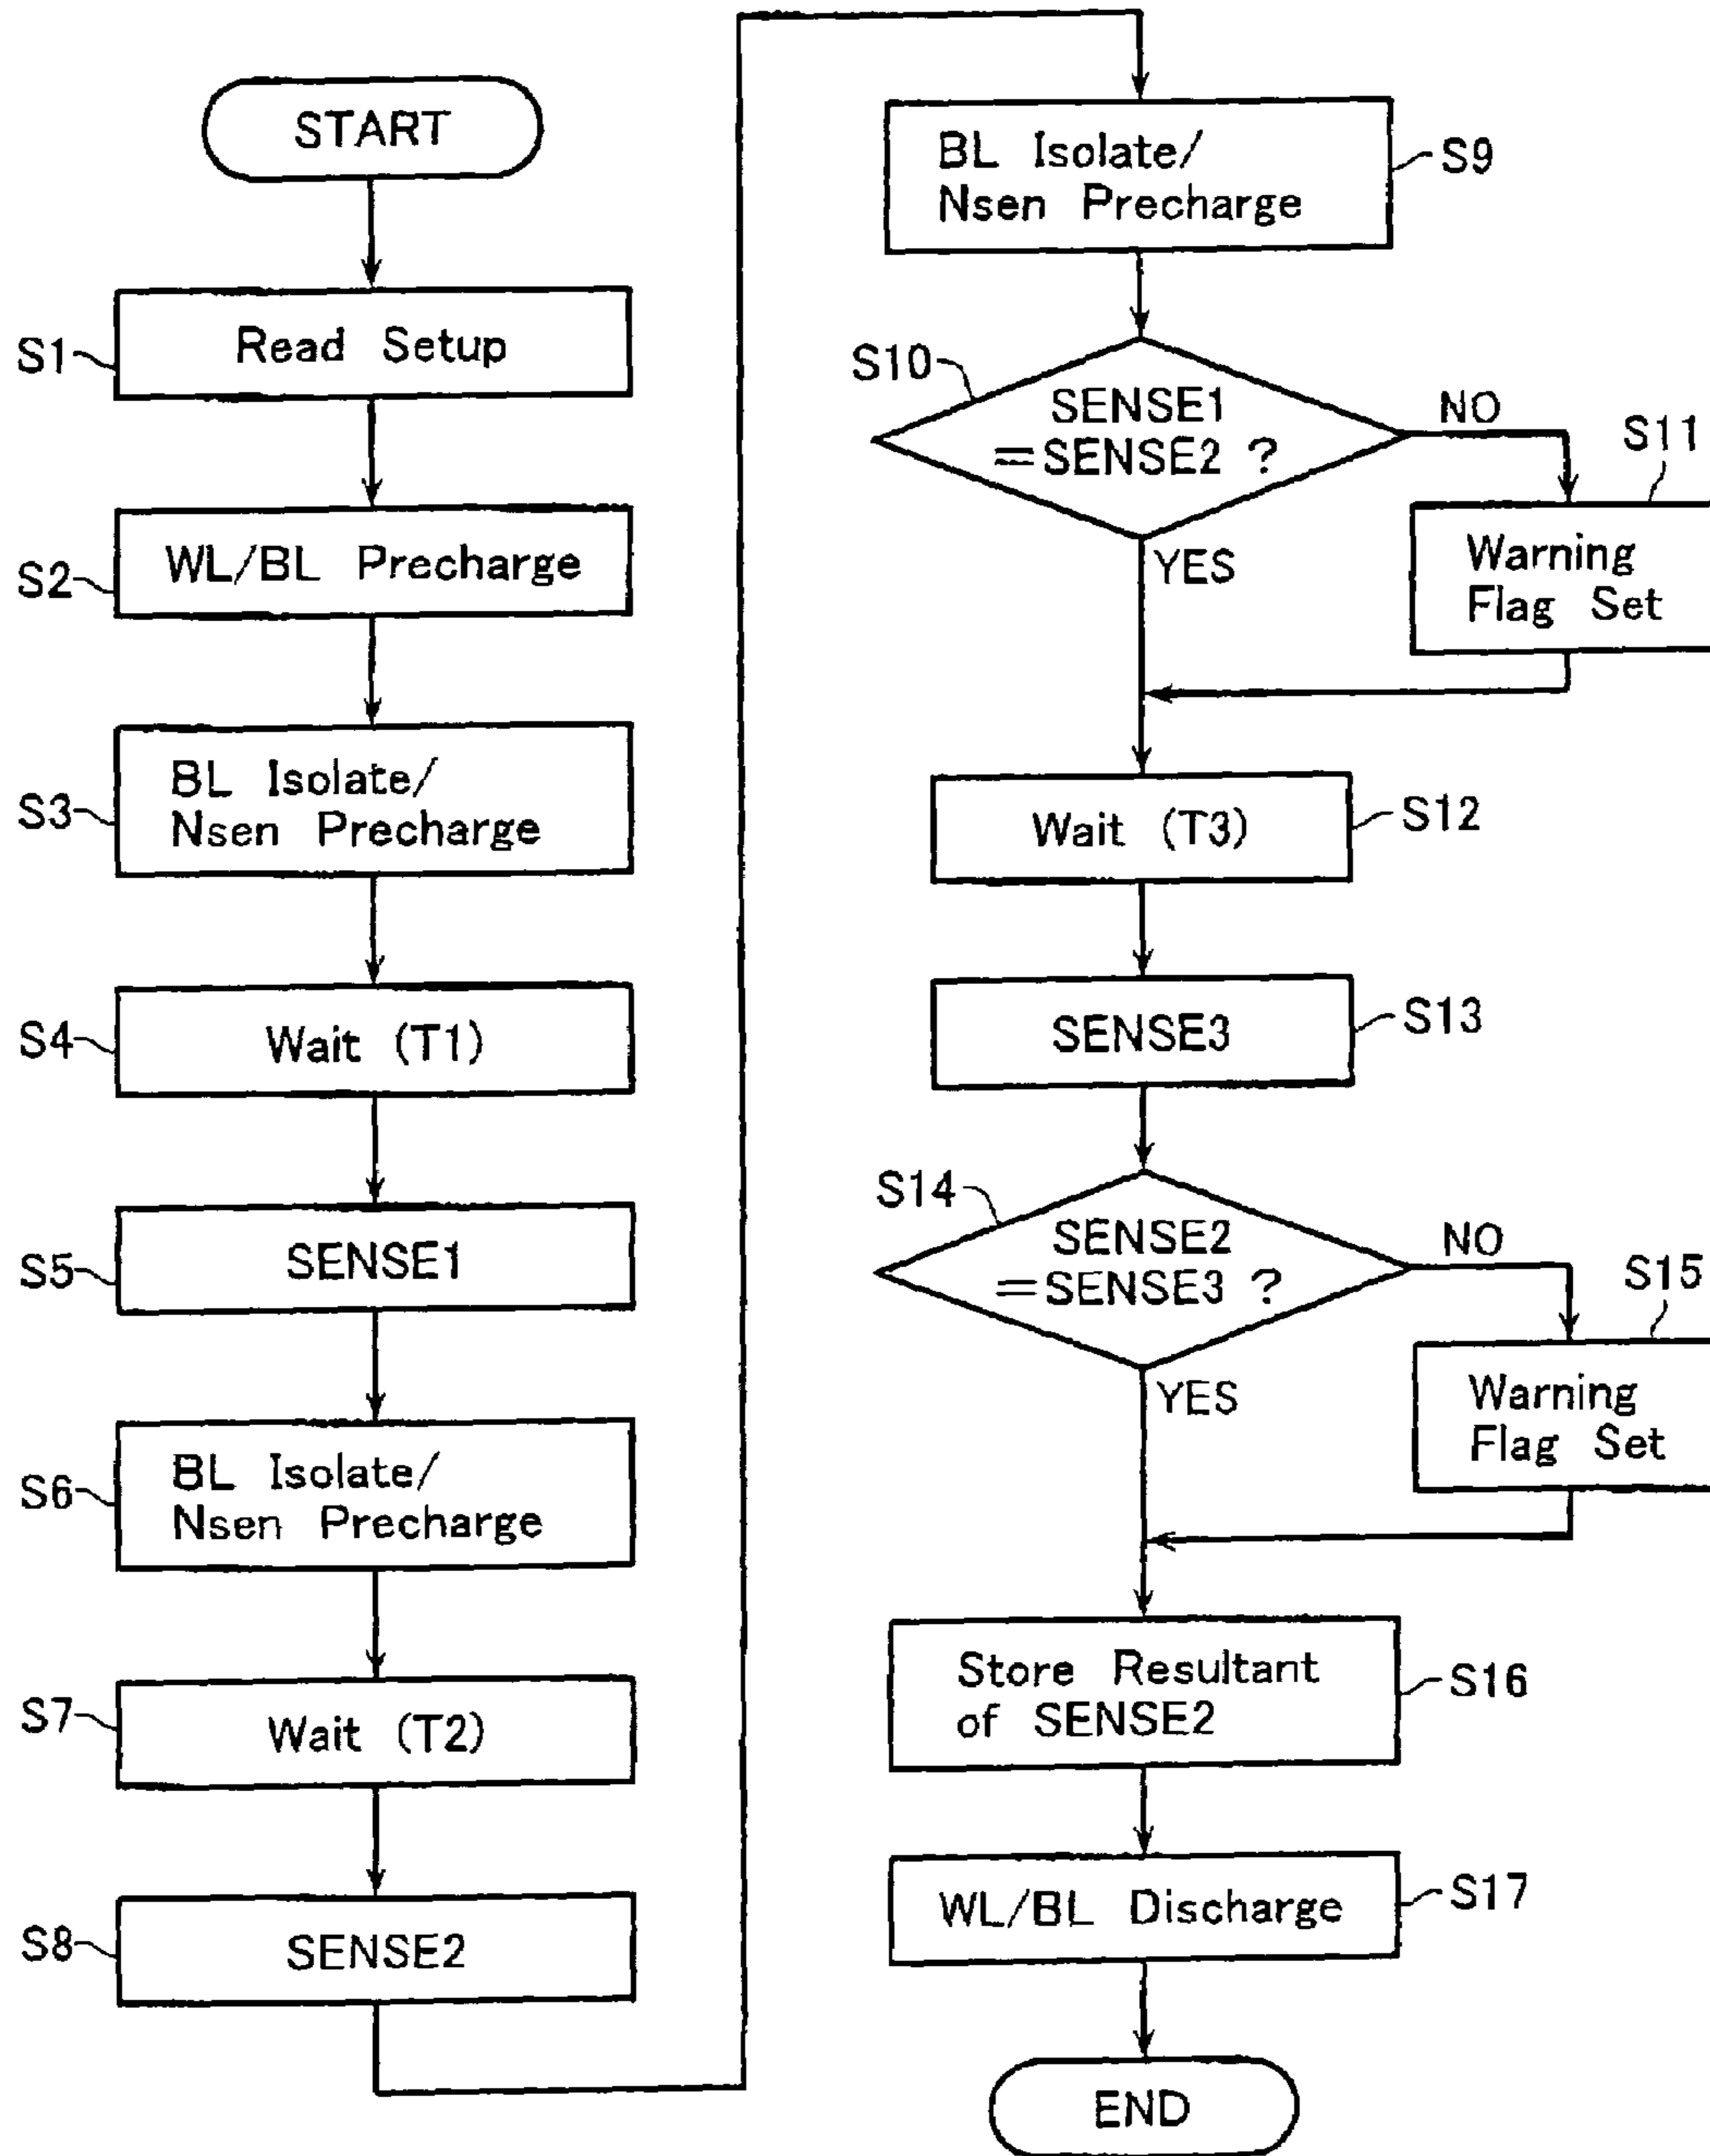 START
S1
Read Setup
S2
WL/BL Precharge
S3
BL Isolate/
Nsen Precharge
S4
Wait (T1)
S5
SENSE1
S6
BL Isolate/
Nsen Precharge
S7
Wait (T2)
S8
SENSE2
BL Isolate/
Nsen Precharge
S9
S10
SENSE1
=SENSE2 ?
NO
YES
S11
Warning
Flag Set
Wait (T3)
S12
SENSE3
S13
S14
SENSE2
=SENSE3 ?
NO
YES
S15
Warning
Flag Set
Store Resultant
of SENSE2
S16
WL/BL Discharge
S17
END